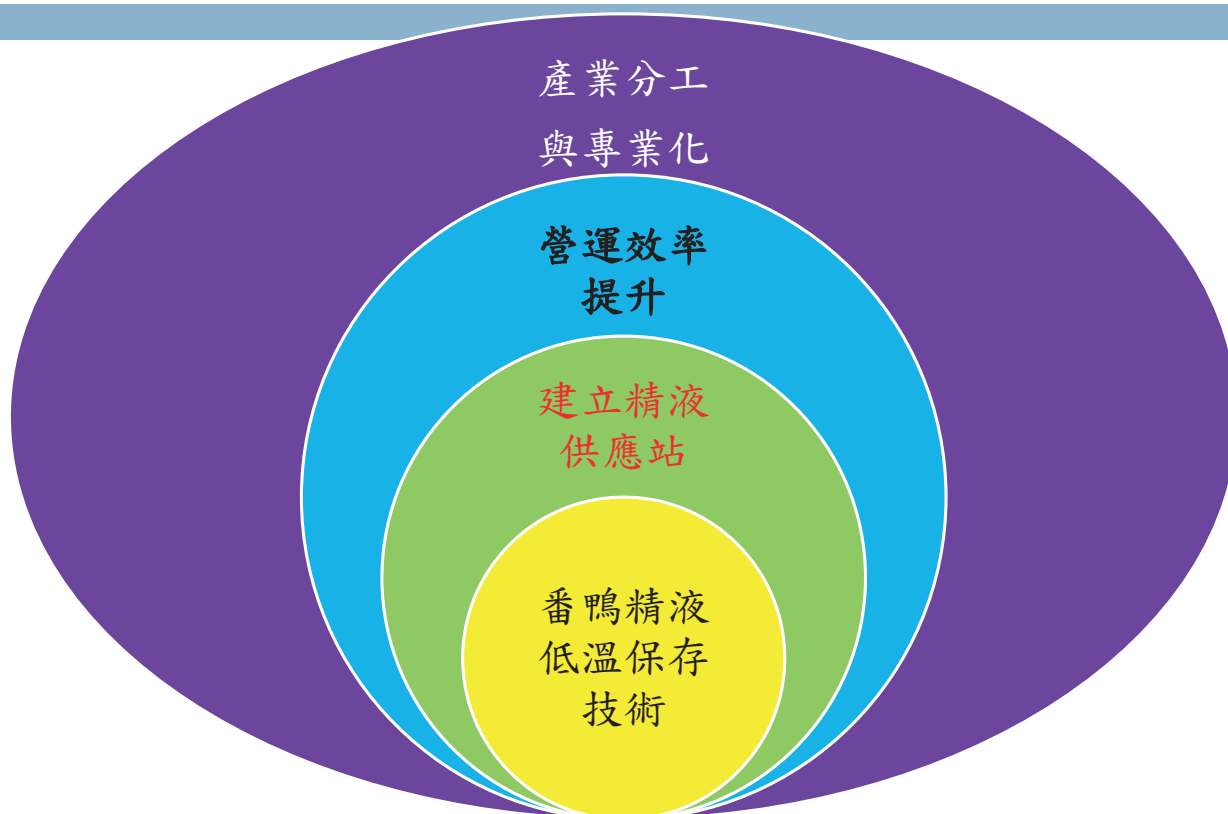 產業分工
與專業化
營運效率
提升
建立精液
供應站
番鴨精液
低溫保存
技術